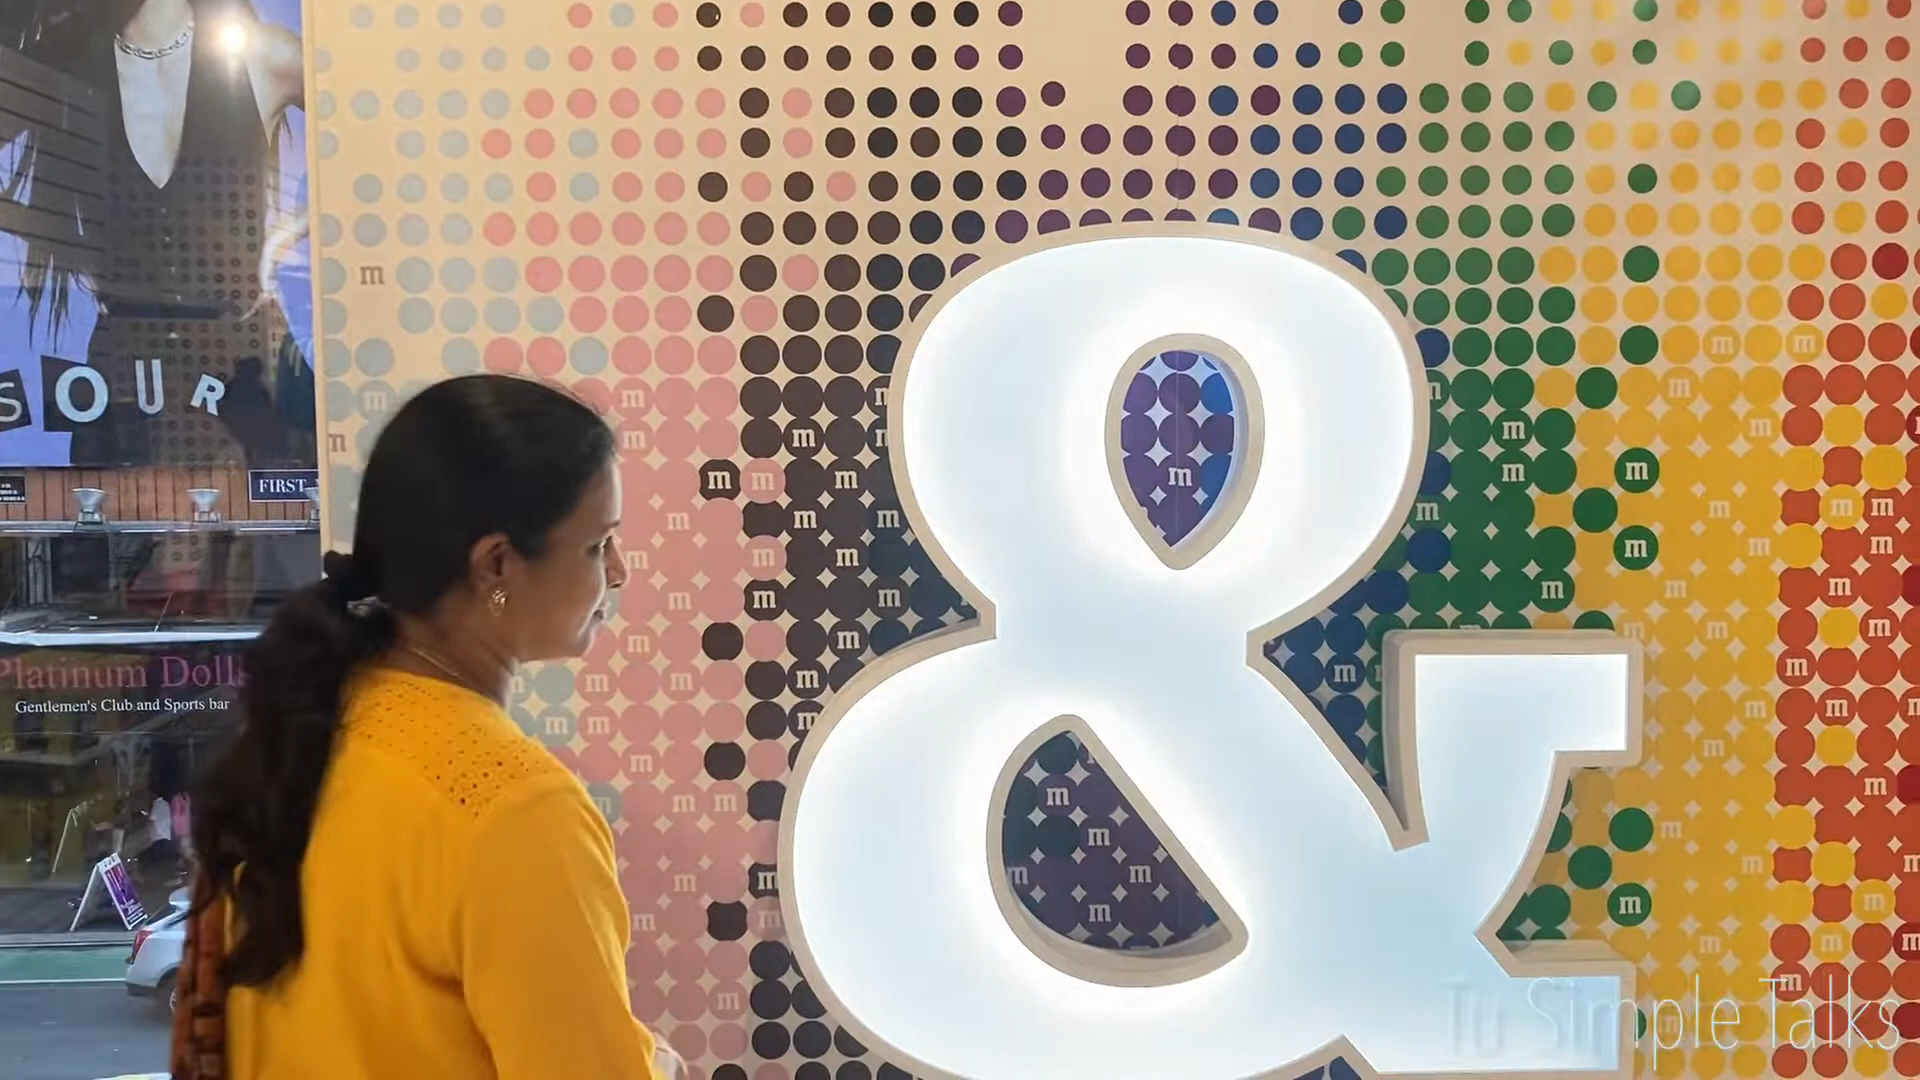 SOUR
FIRST
Platinum Dolls
Gentlemen's Club and Sports bar
&
m
Tu Simple Talks